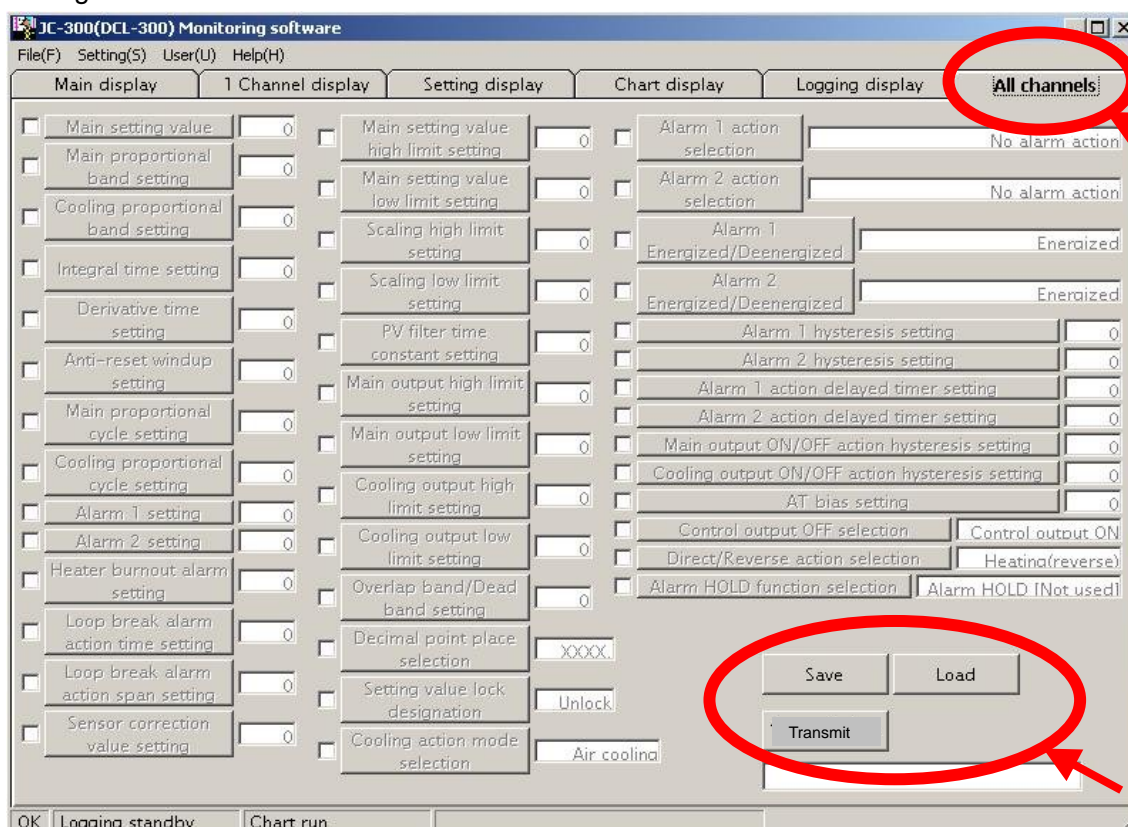 JC-300(DCL-300) Monitoring software
File(F) Setting(S) User(U) Help(H)
Main display 1 Channel display Setting display Chart display Logging display All channels
Main setting value 0
Main proportional
band setting 0
Cooling proportional
band setting 0
Integral time setting 0
Derivative time
setting 0
Anti-reset windup
setting 0
Main proportional
cycle setting 0
Cooling proportional
cycle setting 0
Alarm 1 setting 0
Alarm 2 setting 0
Heater burnout alarm
setting 0
Loop break alarm
action time setting 0
Loop break alarm
action span setting 0
Sensor correction
value setting 0
Main setting value
high limit setting 0
Main setting value
low limit setting 0
Scaling high limit
setting 0
Scaling low limit
setting 0
PV filter time
constant setting 0
Main output high limit
setting 0
Main output low limit
setting 0
Cooling output high
limit setting 0
Cooling output low
limit setting 0
Overlap band/Dead
band setting 0
Decimal point place
selection XXXX.
Setting value lock
designation Unlock
Cooling action mode
selection Air cooling
Alarm 1 action
selection No alarm action
Alarm 2 action
selection No alarm action
Alarm 1
Energized/Deenergized Energized
Alarm 2
Energized/Deenergized Energized
Alarm 1 hysteresis setting 0
Alarm 2 hysteresis setting 0
Alarm 1 action delayed timer setting 0
Alarm 2 action delayed timer setting 0
Main output ON/OFF action hysteresis setting 0
Cooling output ON/OFF action hysteresis setting 0
AT bias setting 0
Control output OFF selection Control output ON
Direct/Reverse action selection Heating(reverse)
Alarm HOLD function selection Alarm HOLD [Not used]
Save Load
Transmit
OK Logging standby Chart run